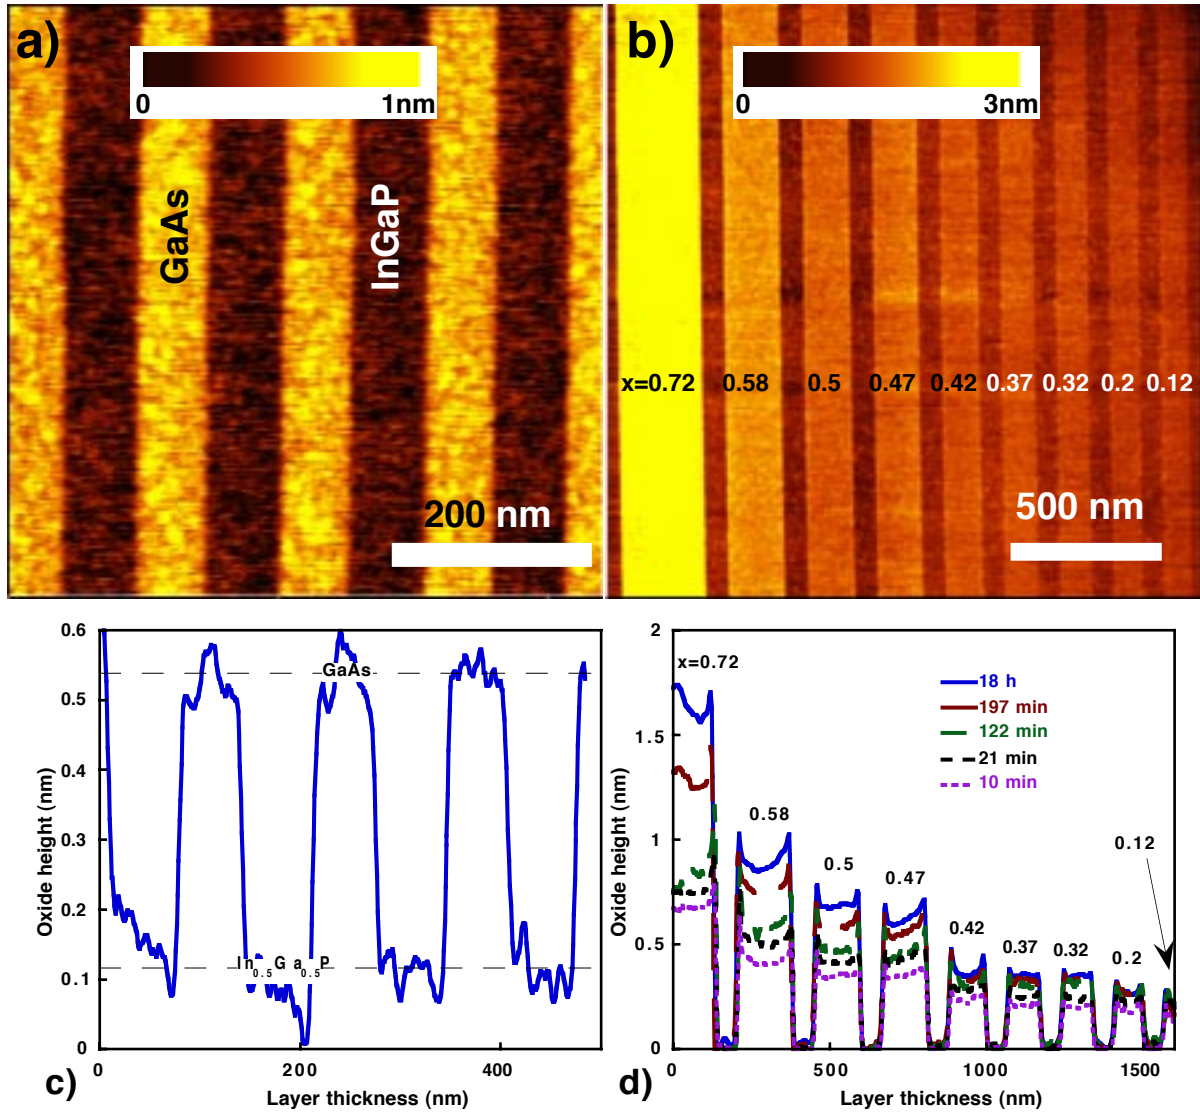 a)
0 1nm
GaAs
InGaP
200 nm
b)
0 3nm
x=0.72 0.58 0.5 0.47 0.42 0.37 0.32 0.2 0.12
500 nm
0.6
0.5
0.4
0.3
0.2
0.1
0
Oxide height (nm)
GaAs
In0.5Ga0.5P
0 200 400
Layer thickness (nm)
c)
2
1.5
1
0.5
0
Oxide height (nm)
x=0.72
18 h
197 min
122 min
21 min
10 min
0.58
0.5
0.47
0.42
0.37
0.32
0.2
0.12
0 500 1000 1500
Layer thickness (nm)
d)